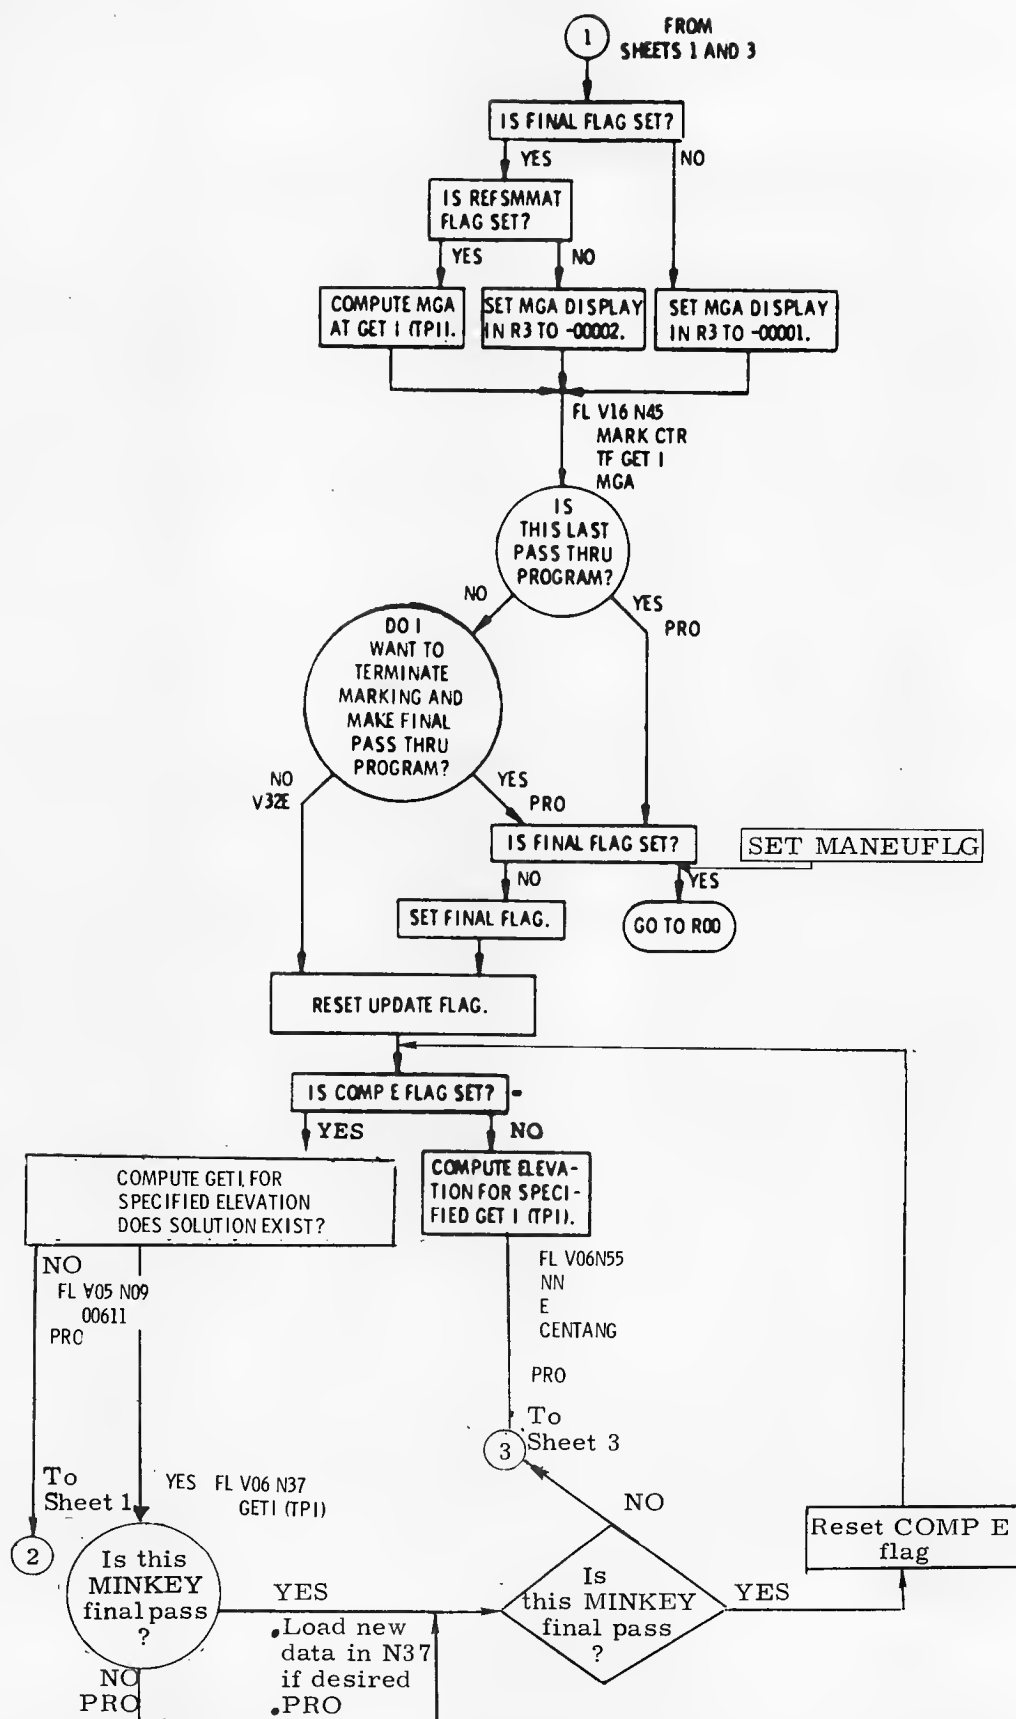 1
FROM
SHEETS 1 AND 3
IS FINAL FLAG SET?
YES
NO
IS REFSMMAT
FLAG SET?
YES
NO
COMPUTE MGA
AT GET I (TPI).
SET MGA DISPLAY
IN R3 TO -00002.
SET MGA DISPLAY
IN R3 TO -00001.
FL V16 N45
MARK CTR
TF GET I
MGA
IS
THIS LAST
PASS THRU
PROGRAM?
NO
YES
PRO
DO I
WANT TO
TERMINATE
MARKING AND
MAKE FINAL
PASS THRU
PROGRAM?
NO
V32E
YES
PRO
IS FINAL FLAG SET?
SET MANEUFLG
NO
YES
SET FINAL FLAG.
GO TO R00
RESET UPDATE FLAG.
IS COMP E FLAG SET?
YES
NO
COMPUTE GETI, FOR
SPECIFIED ELEVATION
DOES SOLUTION EXIST?
COMPUTE ELEVA-
TION FOR SPECI-
FIED GET I (TPI).
NO
FL V05 N09
00611
PRO
FL V06N55
NN
E
CENTANG
PRO
To
Sheet 3
3
To
Sheet 1
2
YES FL V06 N37
GETI (TPI)
NO
Reset COMP E
flag
Is this
MINKEY
final pass
?
YES
.Load new
data in N37
if desired
.PRO
Is
this MINKEY
final pass
?
YES
NO
PRO